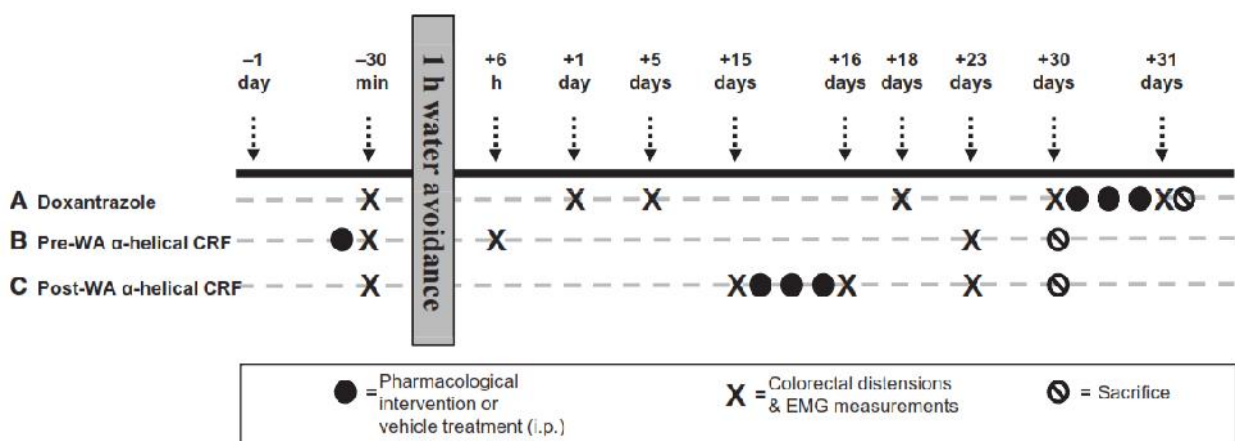 –1 –30 +6 +1 +5 +15 +16 +18 +23 +30 +31
day min h day days days days days days days days
1 h water avoidance
A Doxantrazole
B Pre-WA α-helical CRF
C Post-WA α-helical CRF
=Pharmacological
intervention or
vehicle treatment (i.p.)
X =Colorectal distensions
& EMG measurements
= Sacrifice